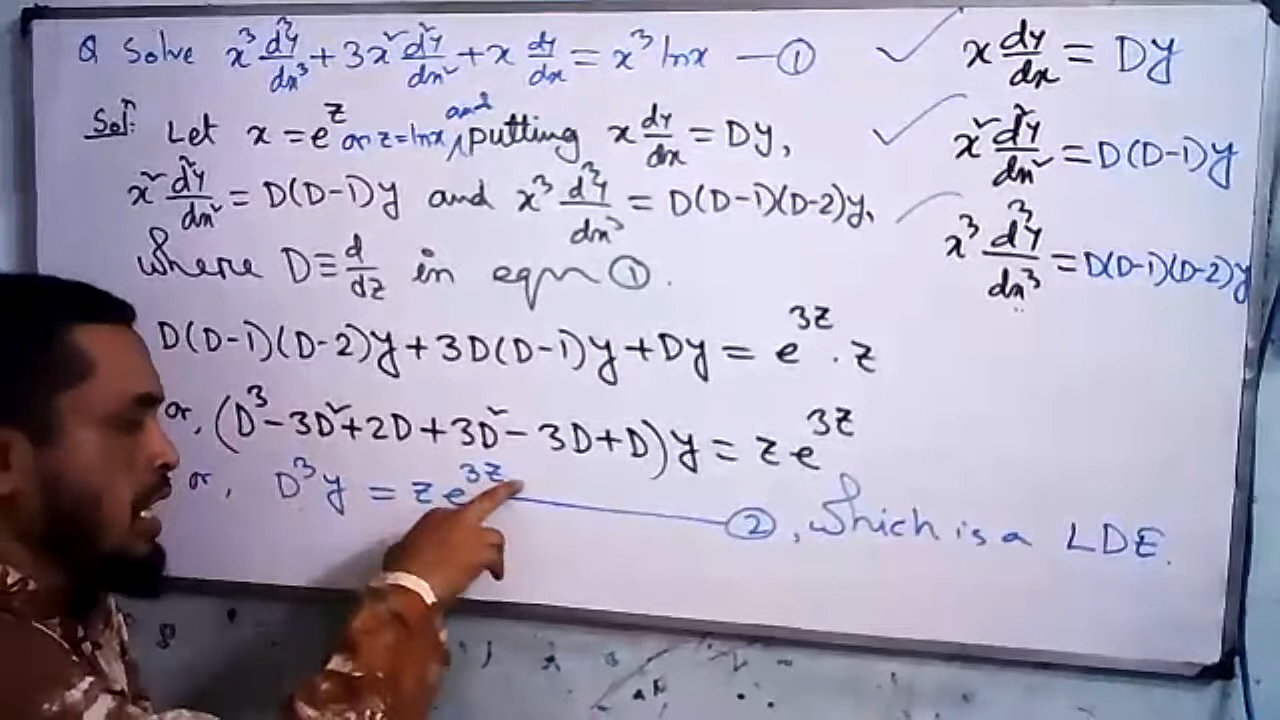 Q Solve x³ d³y/dx³ + 3x² d²y/dx² + x dy/dx = x³ lnx — ①
Solⁿ: Let x = e^z or z = lnx, and putting x dy/dx = Dy,
x² d²y/dx² = D(D-1)y and x³ d³y/dx³ = D(D-1)(D-2)y,
where D ≡ d/dz in eqn ①.
D(D-1)(D-2)y + 3D(D-1)y + Dy = e^3z . z
or, (D³ - 3D² + 2D + 3D² - 3D + D)y = z e^3z
or, D³y = z e^3z — ②, which is a LDE.
x dy/dx = Dy
x² d²y/dx² = D(D-1)y
x³ d³y/dx³ = D(D-1)(D-2)y